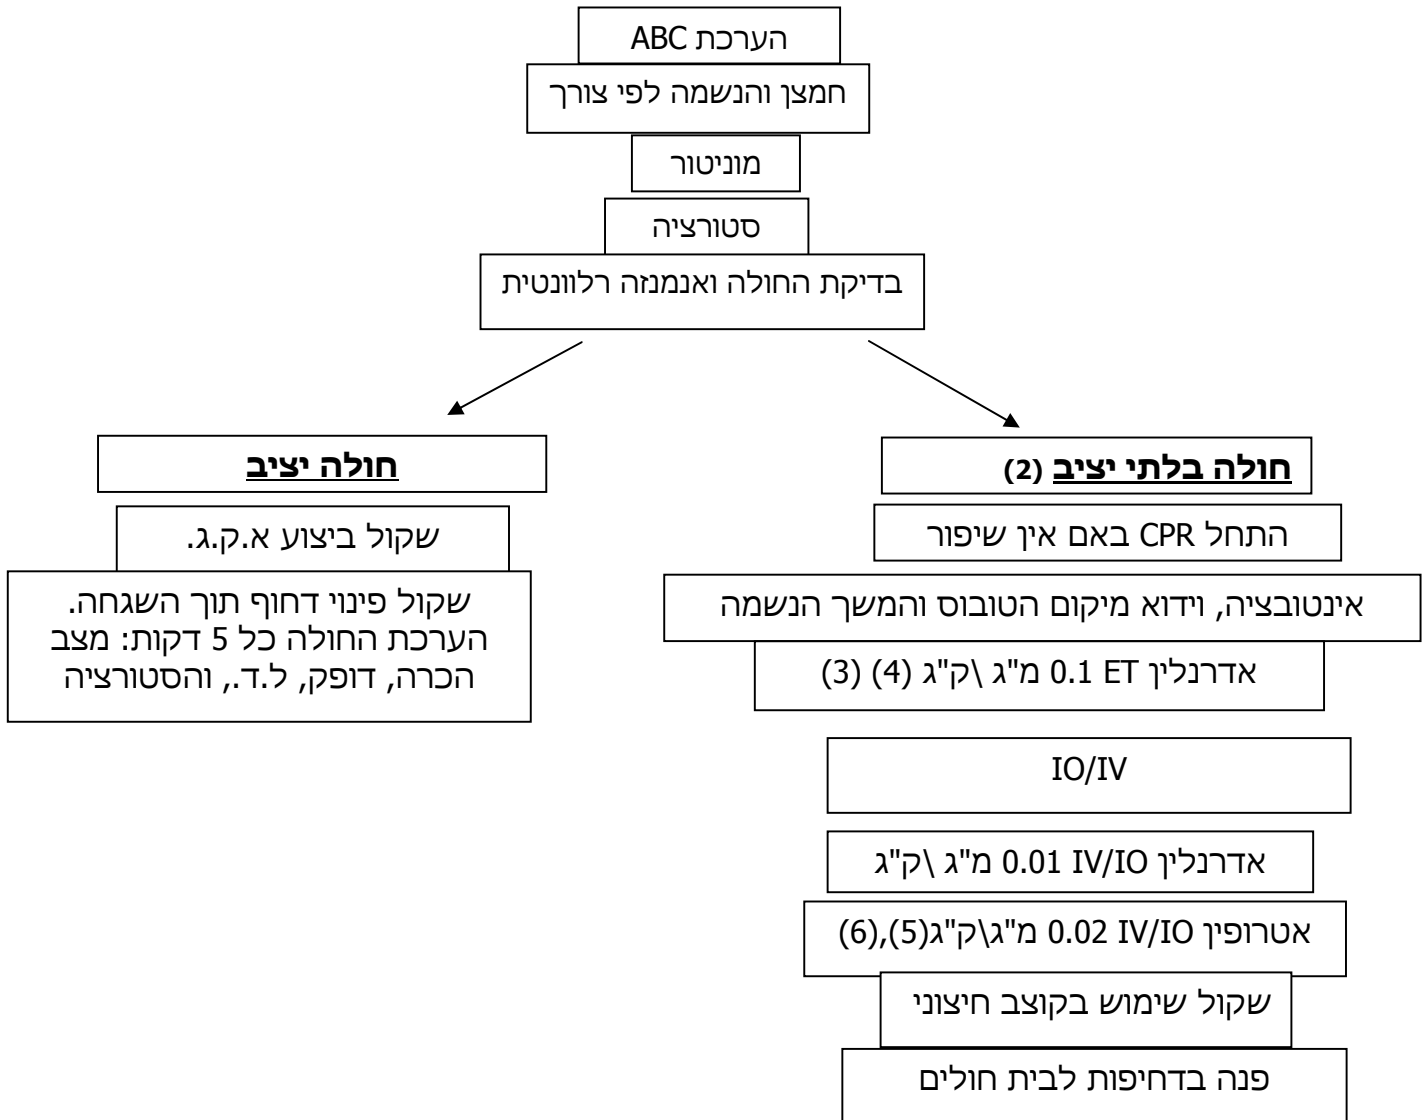 הערכת ABC
חמצן והנשמה לפי צורך
מוניטור
סטורציה
בדיקת החולה ואנמנזה רלוונטית
חולה בלתי יציב (2)
התחל CPR באם אין שיפור
אינטובציה, וידוא מיקום הטובוס והמשך הנשמה
אדרנלין ET 0.1 מ"ג \ק"ג (4) (3)
IO/IV
אדרנלין IV/IO 0.01 מ"ג \ק"ג
אטרופין IV/IO 0.02 מ"ג\ק"ג(5),(6)
שקול שימוש בקוצב חיצוני
פנה בדחיפות לבית חולים
חולה יציב
שקול ביצוע א.ק.ג.
שקול פינוי דחוף תוך השגחה.
הערכת החולה כל 5 דקות: מצב
הכרה, דופק, ל.ד., והסטורציה